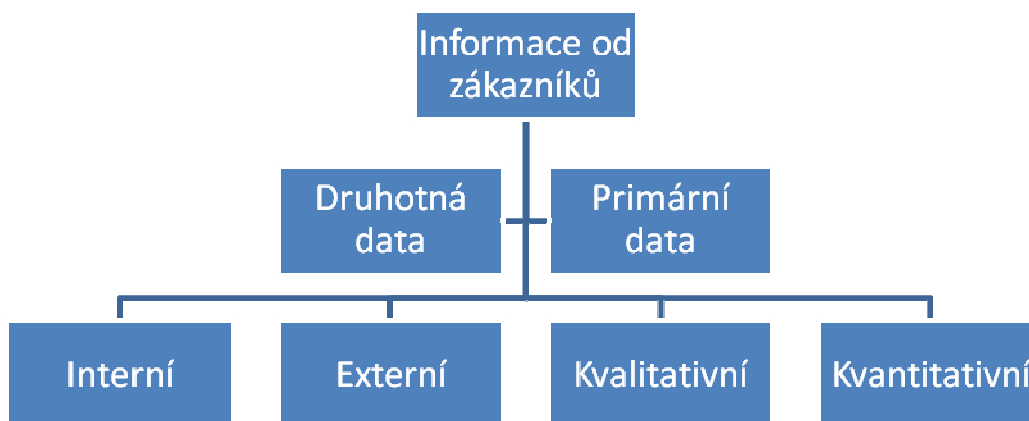 Informace od
zákazníků
Druhotná
data
Primární
data
Interní
Externí
Kvalitativní
Kvantitativní